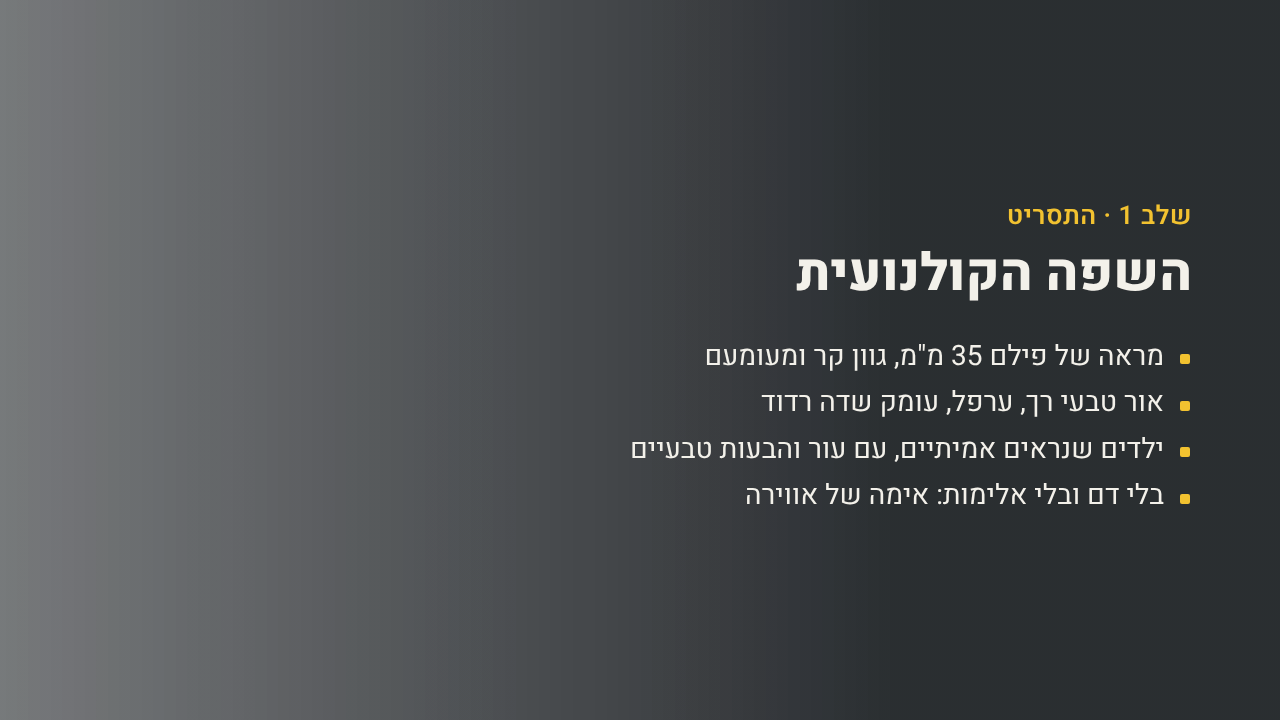 שלב 1 · התסריט
השפה הקולנועית
מראה של פילם 35 מ"מ, גוון קר ומעומעם
אור טבעי רך, ערפל, עומק שדה רדוד
ילדים שנראים אמיתיים, עם עור והבעות טבעיים
בלי דם ובלי אלימות: אימה של אווירה